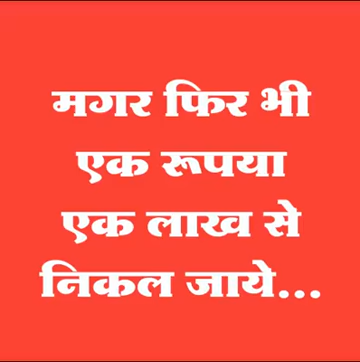 मगर फिर भी
एक रूपया
एक लाख से
निकल जाये...